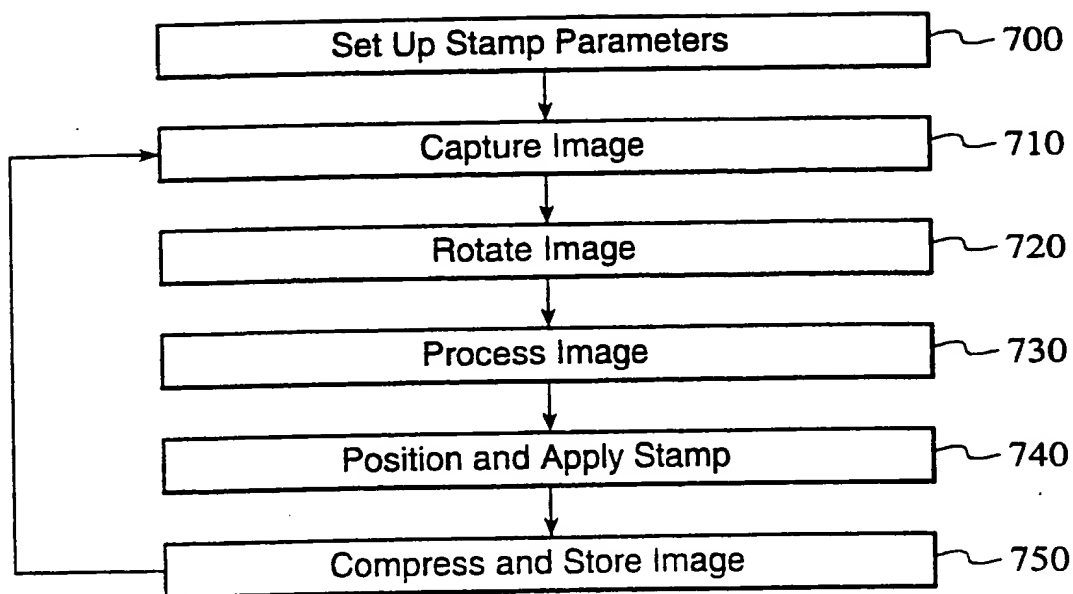 Set Up Stamp Parameters 700
Capture Image 710
Rotate Image 720
Process Image 730
Position and Apply Stamp 740
Compress and Store Image 750